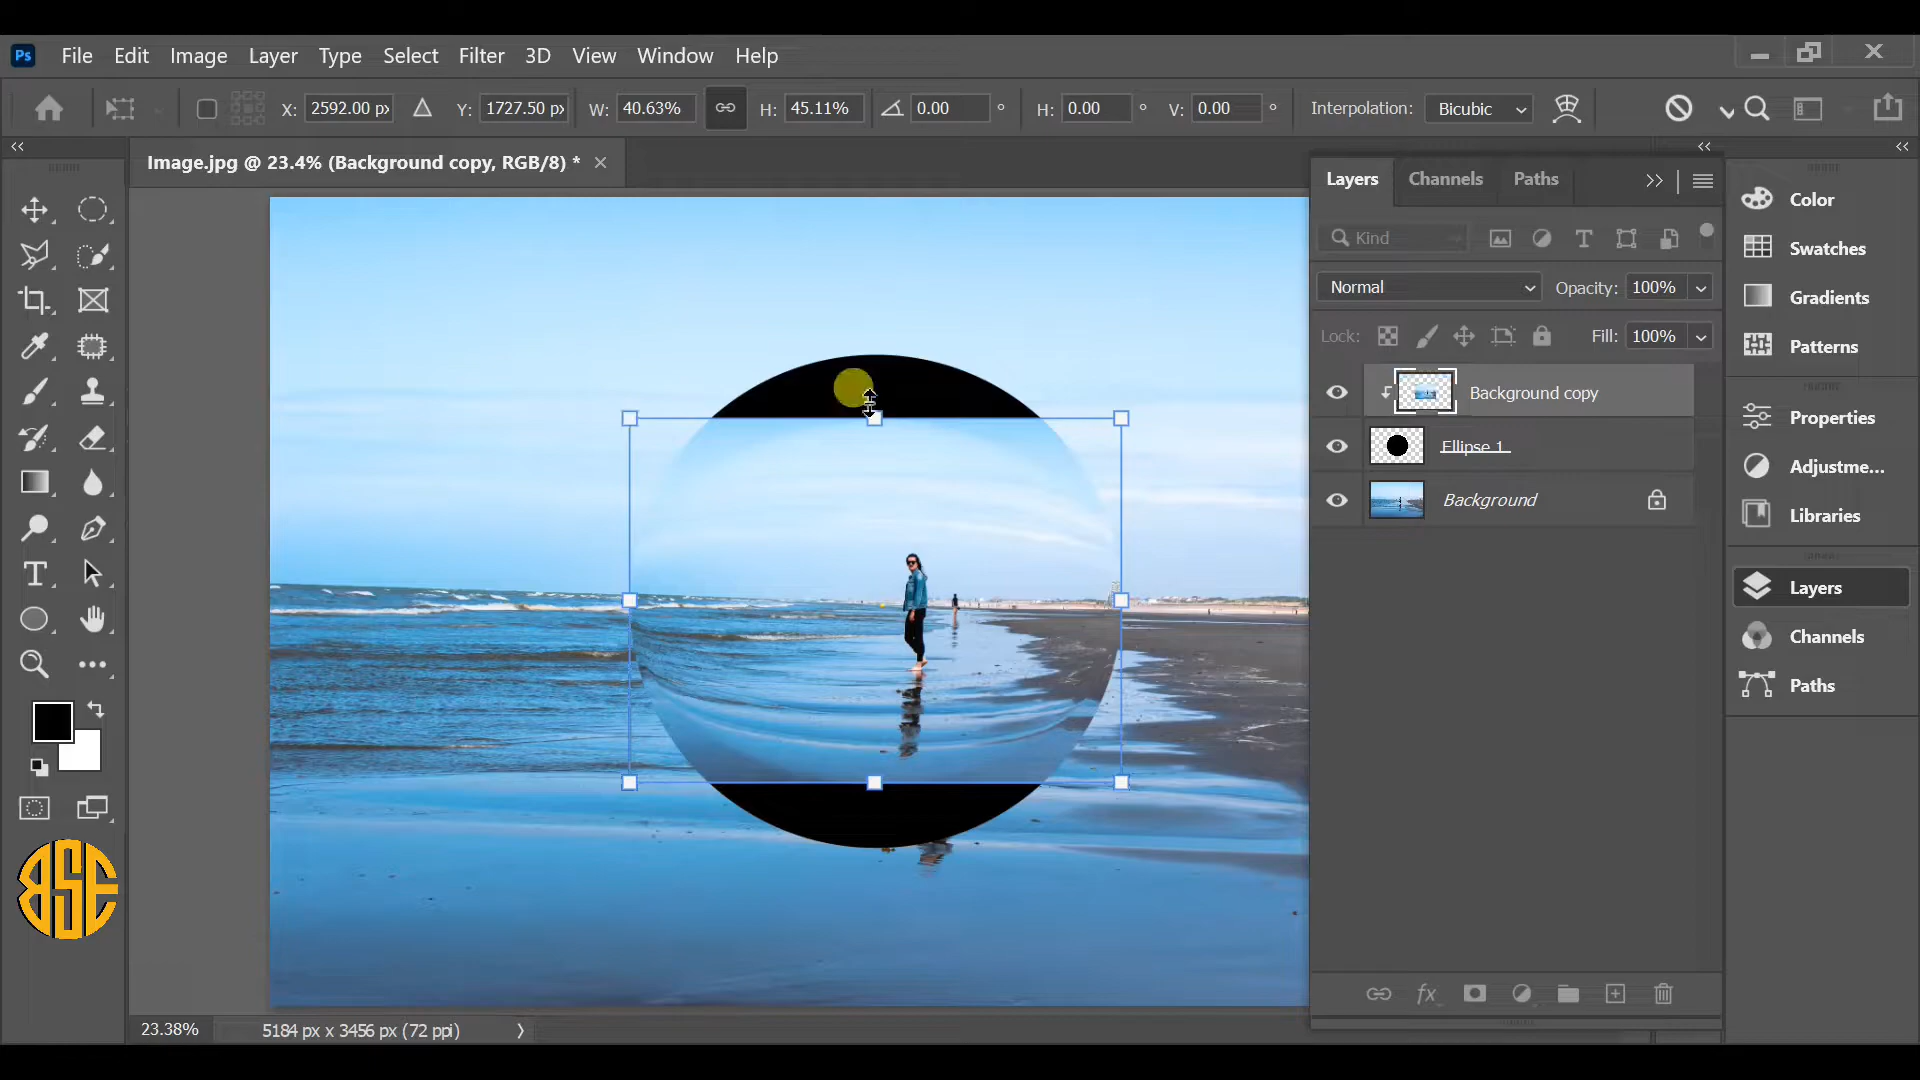 Ps File Edit Image Layer Type Select Filter 3D View Window Help
X: 2592.00 px Y: 1727.50 px W: 40.63% H: 45.11% 0.00 ° H: 0.00 ° V: 0.00 ° Interpolation: Bicubic
Image.jpg @ 23.4% (Background copy, RGB/8) *
Layers Channels Paths
Kind
Normal Opacity: 100%
Lock: Fill: 100%
Background copy
Ellipse 1
Background
Color
Swatches
Gradients
Patterns
Properties
Adjustme...
Libraries
Layers
Channels
Paths
BSE
23.38% 5184 px x 3456 px (72 ppi)